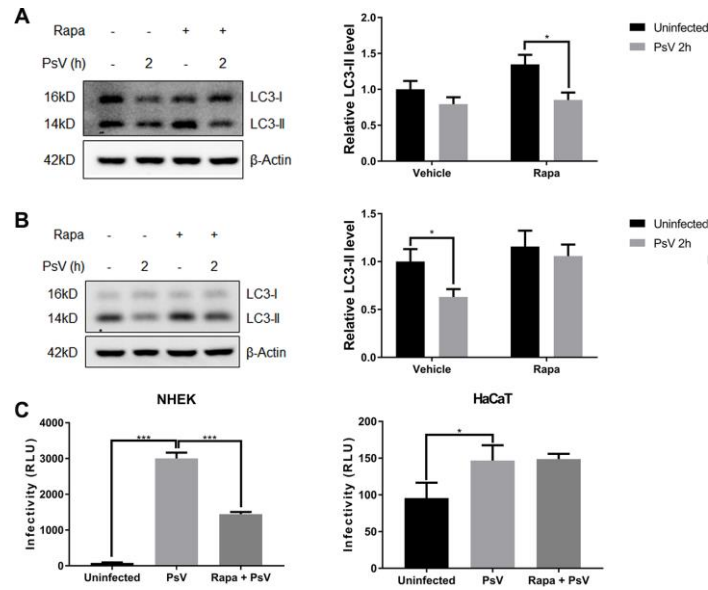 A
Rapa - - + +
PsV (h) - 2 - 2
16kD LC3-I
14kD LC3-II
42kD β-Actin
Relative LC3-II level
2.0
1.5
1.0
0.5
0.0
*
Vehicle Rapa
Uninfected
PsV 2h
B
Rapa - - + +
PsV (h) - 2 - 2
16kD LC3-I
14kD LC3-II
42kD β-Actin
Relative LC3-II level
1.5
1.0
0.5
0.0
*
Vehicle Rapa
Uninfected
PsV 2h
C
NHEK
Infectivity (RLU)
4000
3000
2000
1000
0
*** ***
Uninfected PsV Rapa + PsV
HaCaT
Infectivity (RLU)
200
150
100
50
0
*
Uninfected PsV Rapa + PsV